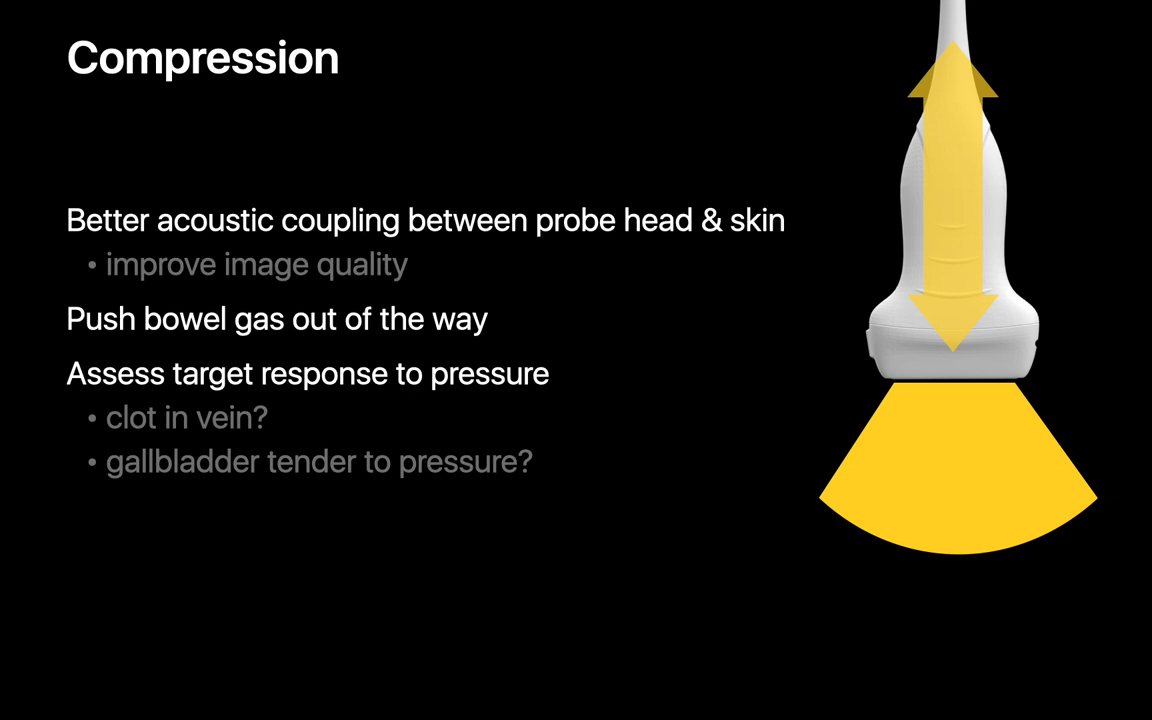 Compression
Better acoustic coupling between probe head & skin
• improve image quality
Push bowel gas out of the way
Assess target response to pressure
• clot in vein?
• gallbladder tender to pressure?